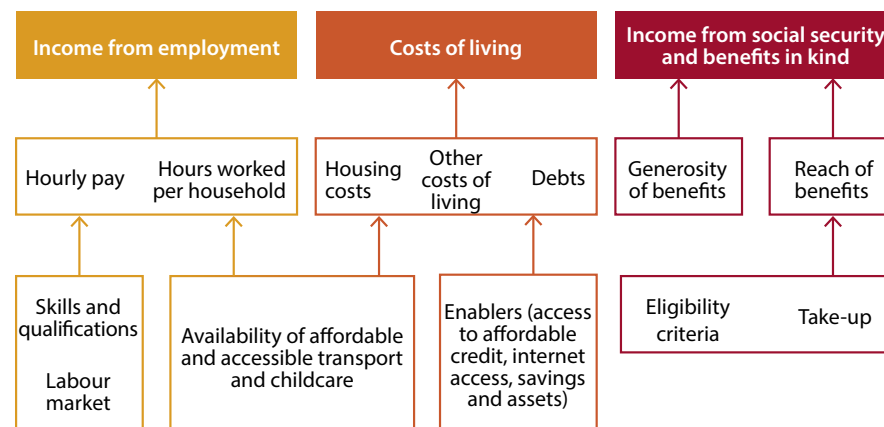 Income from employment
Costs of living
Income from social security
and benefits in kind
Hourly pay
Hours worked
per household
Housing
costs
Other
costs of
living
Debts
Generosity
of benefits
Reach of
benefits
Skills and
qualifications
Labour
market
Availability of affordable
and accessible transport
and childcare
Enablers (access
to affordable
credit, internet
access, savings
and assets)
Eligibility
criteria
Take-up